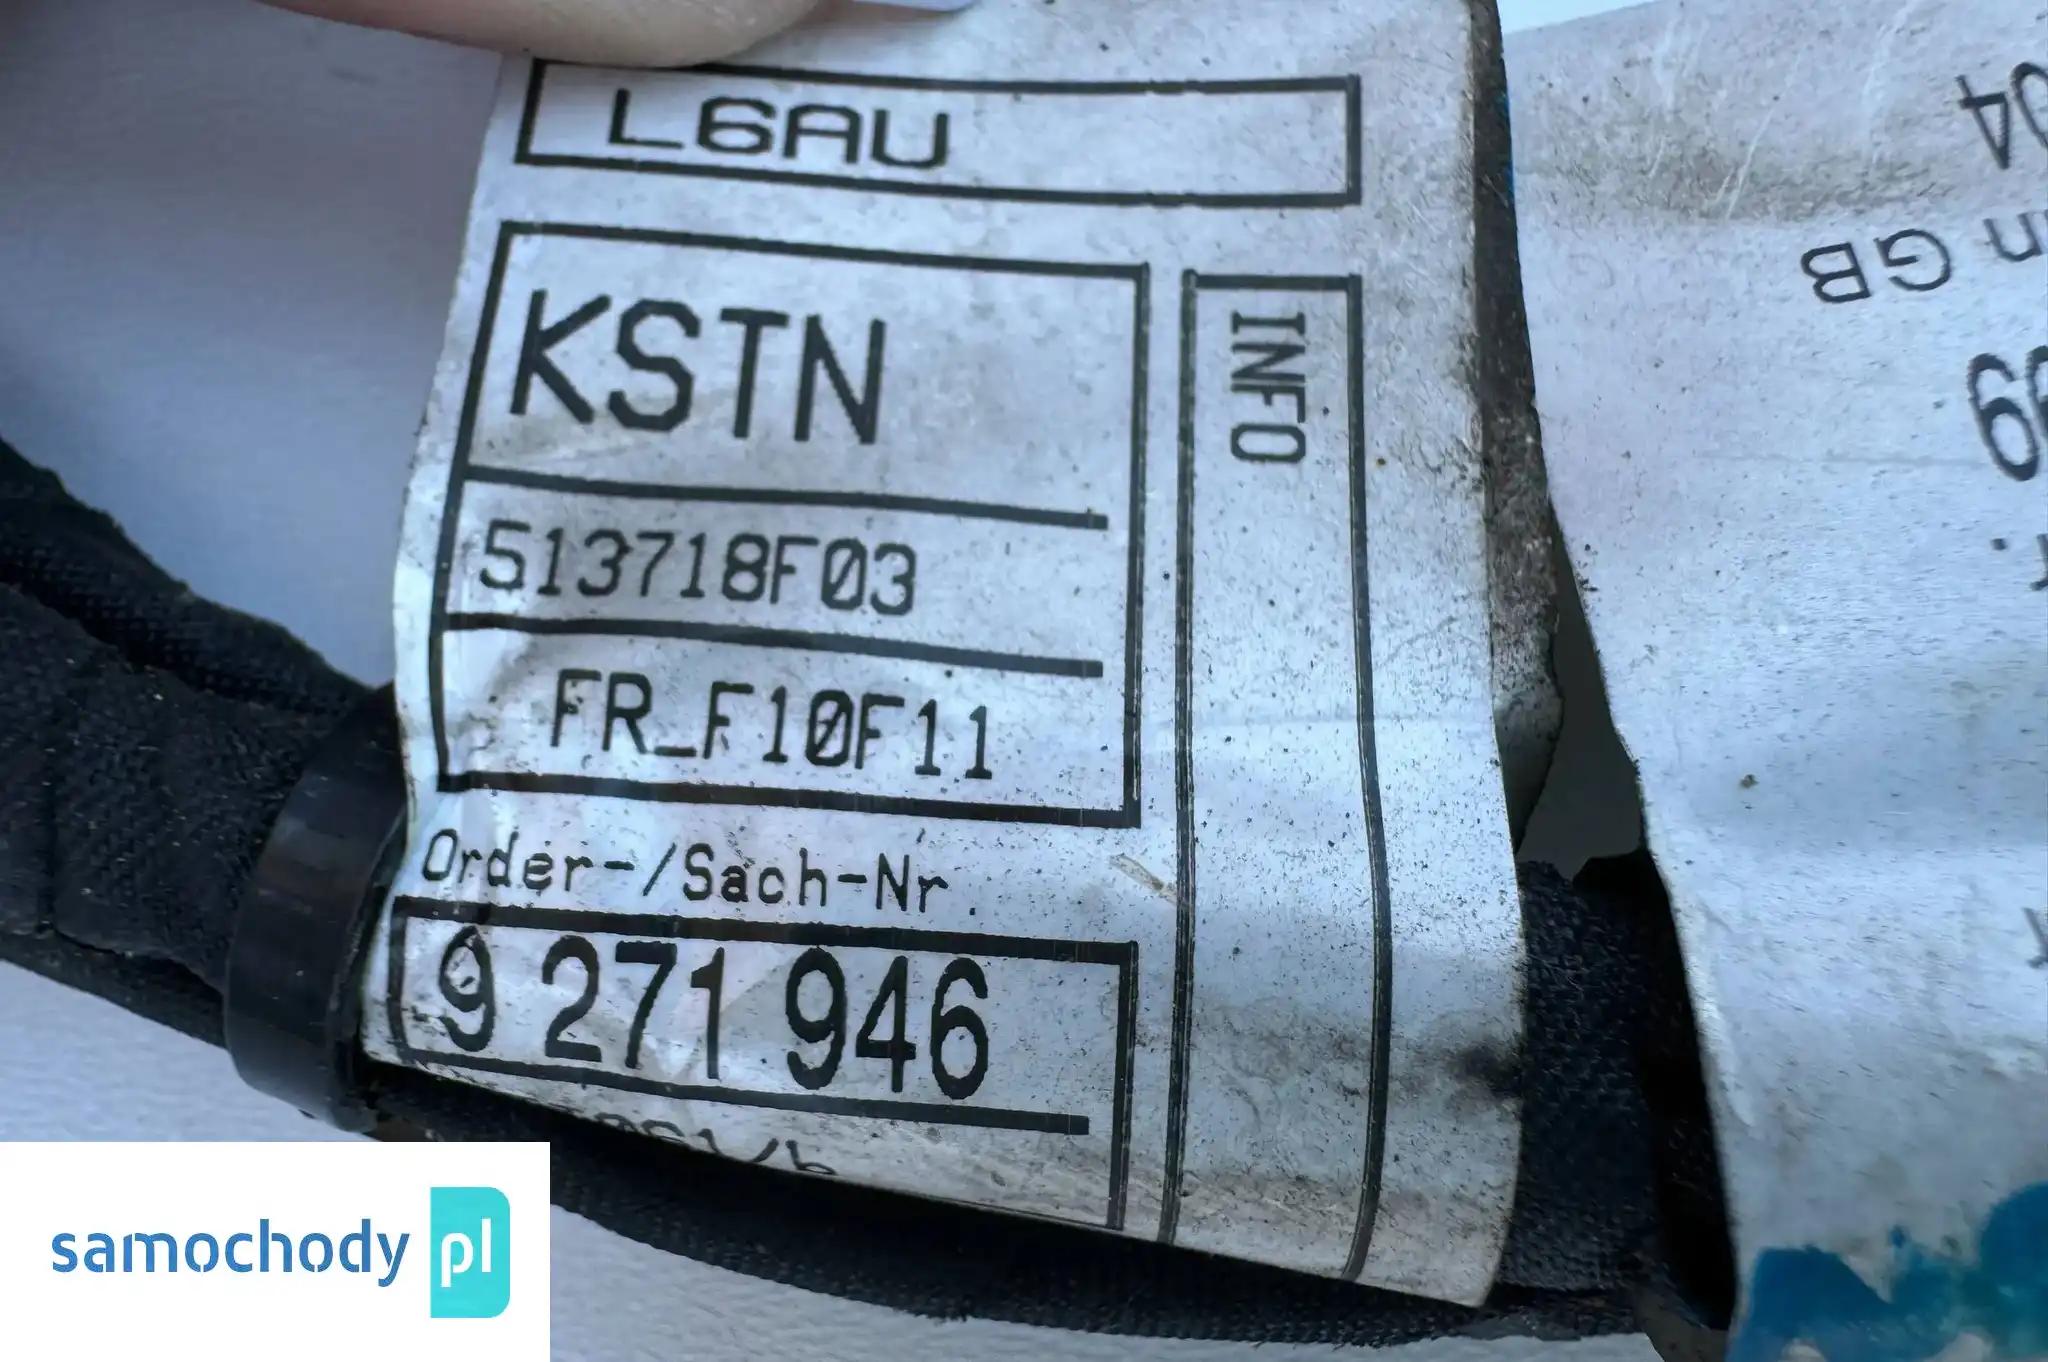 L6AU
KSTN
INFO
513718F03
FR_F10F11
Order-/Sach-Nr.
9 271 946
04
GB
samochody pl